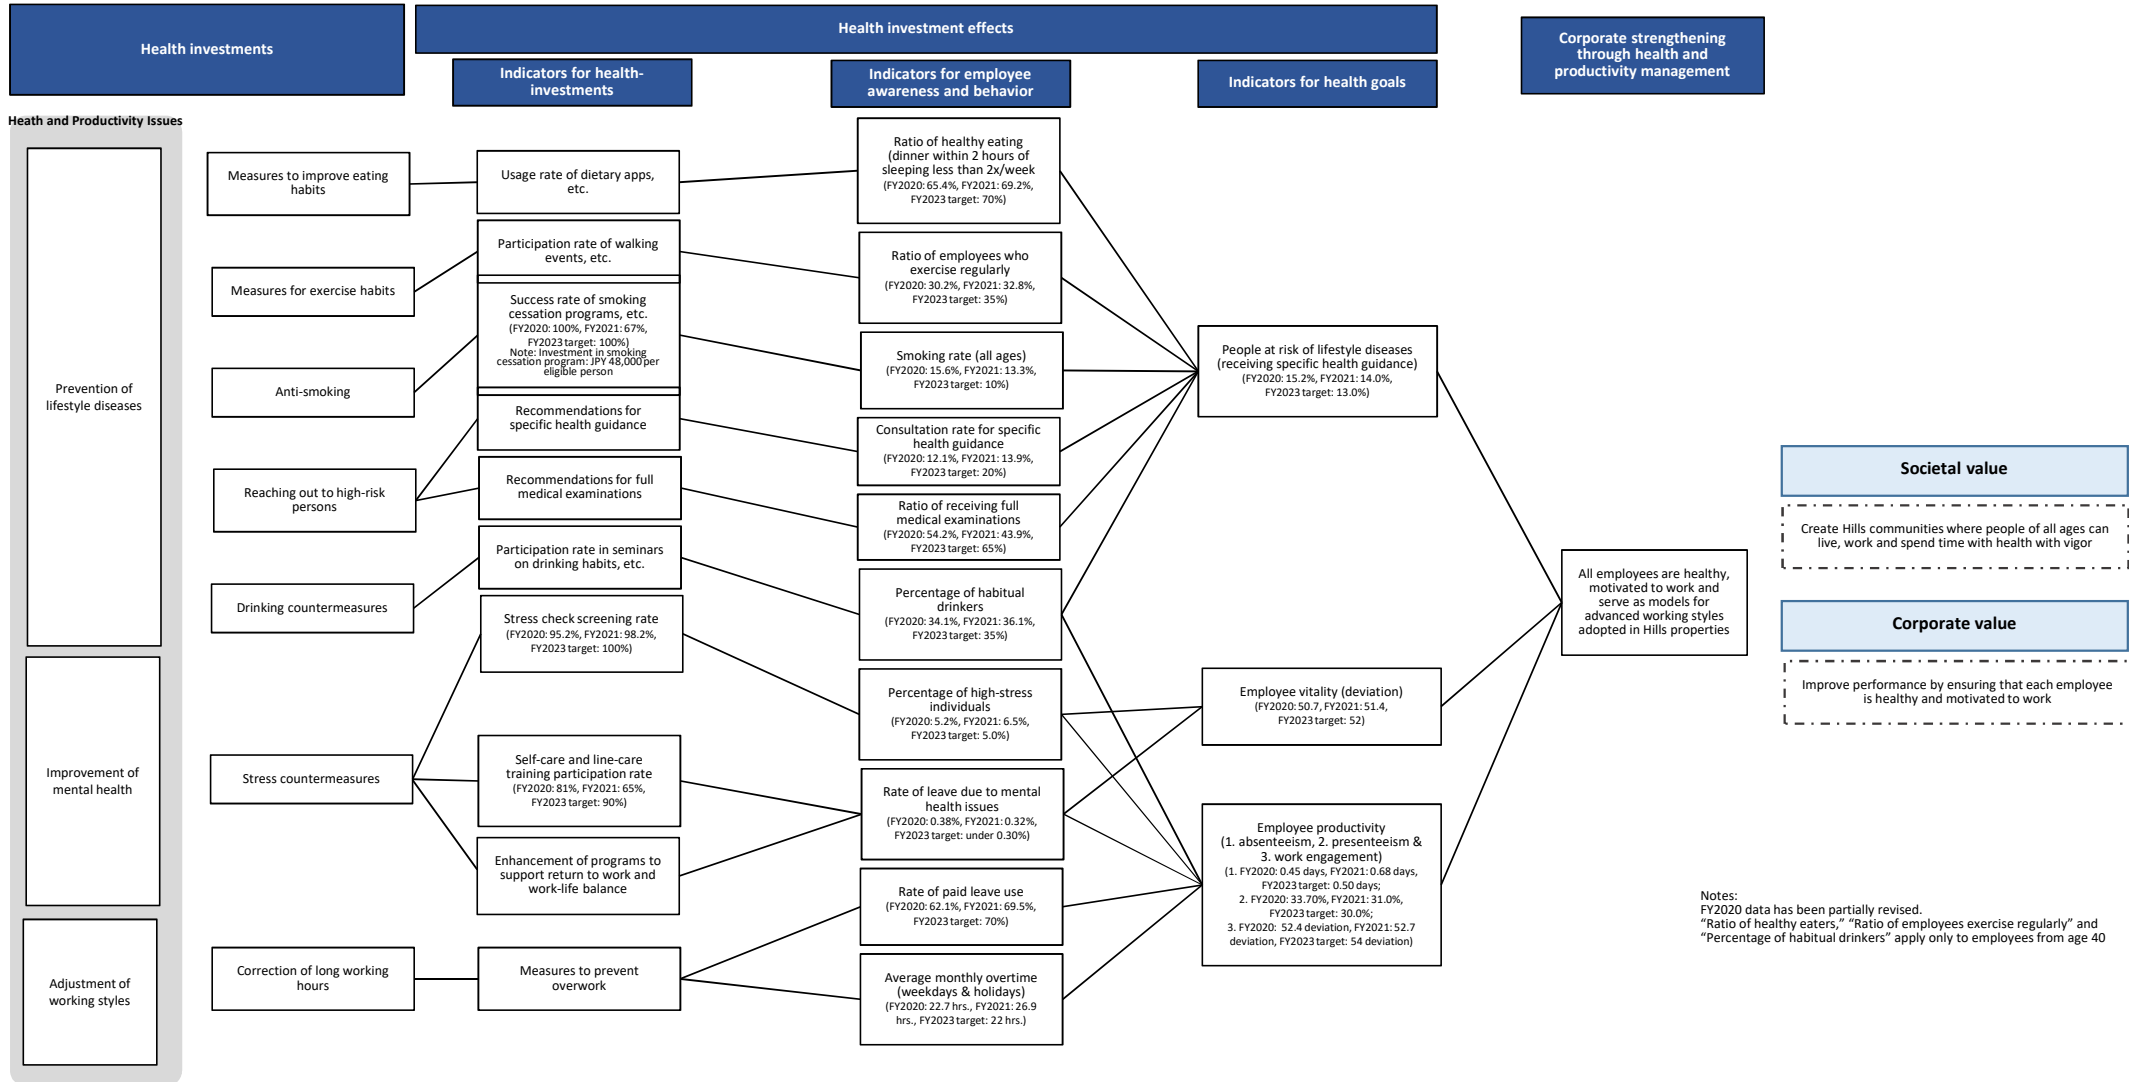 Health investments
Health investment effects
Corporate strengthening
through health and
productivity management
Indicators for health-
investments
Indicators for employee
awareness and behavior
Indicators for health goals
Heath and Productivity Issues
Prevention of
lifestyle diseases
Improvement of
mental health
Adjustment of
working styles
Measures to improve eating
habits
Measures for exercise habits
Anti-smoking
Reaching out to high-risk
persons
Drinking countermeasures
Stress countermeasures
Correction of long working
hours
Usage rate of dietary apps,
etc.
Participation rate of walking
events, etc.
Success rate of smoking
cessation programs, etc.
(FY2020: 100%, FY2021: 67%,
FY2023 target: 100%)
Note: Investment in smoking
cessation program: JPY 48,000 per
eligible person
Recommendations for
specific health guidance
Recommendations for full
medical examinations
Participation rate in seminars
on drinking habits, etc.
Stress check screening rate
(FY2020: 95.2%, FY2021: 98.2%,
FY2023 target: 100%)
Self-care and line-care
training participation rate
(FY2020: 81%, FY2021: 65%,
FY2023 target: 90%)
Enhancement of programs to
support return to work and
work-life balance
Measures to prevent
overwork
Ratio of healthy eating
(dinner within 2 hours of
sleeping less than 2x/week
(FY2020: 65.4%, FY2021: 69.2%,
FY2023 target: 70%)
Ratio of employees who
exercise regularly
(FY2020: 30.2%, FY2021: 32.8%,
FY2023 target: 35%)
Smoking rate (all ages)
(FY2020: 15.6%, FY2021: 13.3%,
FY2023 target: 10%)
Consultation rate for specific
health guidance
(FY2020: 12.1%, FY2021: 13.9%,
FY2023 target: 20%)
Ratio of receiving full
medical examinations
(FY2020: 54.2%, FY2021: 43.9%,
FY2023 target: 65%)
Percentage of habitual
drinkers
(FY2020: 34.1%, FY2021: 36.1%,
FY2023 target: 35%)
Percentage of high-stress
individuals
(FY2020: 5.2%, FY2021: 6.5%,
FY2023 target: 5.0%)
Rate of leave due to mental
health issues
(FY2020: 0.38%, FY2021: 0.32%,
FY2023 target: under 0.30%)
Rate of paid leave use
(FY2020: 62.1%, FY2021: 69.5%,
FY2023 target: 70%)
Average monthly overtime
(weekdays & holidays)
(FY2020: 22.7 hrs., FY2021: 26.9
hrs., FY2023 target: 22 hrs.)
People at risk of lifestyle diseases
(receiving specific health guidance)
(FY2020: 15.2%, FY2021: 14.0%,
FY2023 target: 13.0%)
Employee vitality (deviation)
(FY2020: 50.7, FY2021: 51.4,
FY2023 target: 52)
Employee productivity
(1. absenteeism, 2. presenteeism &
3. work engagement)
(1. FY2020: 0.45 days, FY2021: 0.68 days,
FY2023 target: 0.50 days;
2. FY2020: 33.70%, FY2021: 31.0%,
FY2023 target: 30.0%;
3. FY2020: 52.4 deviation, FY2021: 52.7
deviation, FY2023 target: 54 deviation)
All employees are healthy,
motivated to work and
serve as models for
advanced working styles
adopted in Hills properties
Societal value
Create Hills communities where people of all ages can
live, work and spend time with health with vigor
Corporate value
Improve performance by ensuring that each employee
is healthy and motivated to work
Notes:
FY2020 data has been partially revised.
“Ratio of healthy eaters,” “Ratio of employees exercise regularly” and
“Percentage of habitual drinkers” apply only to employees from age 40